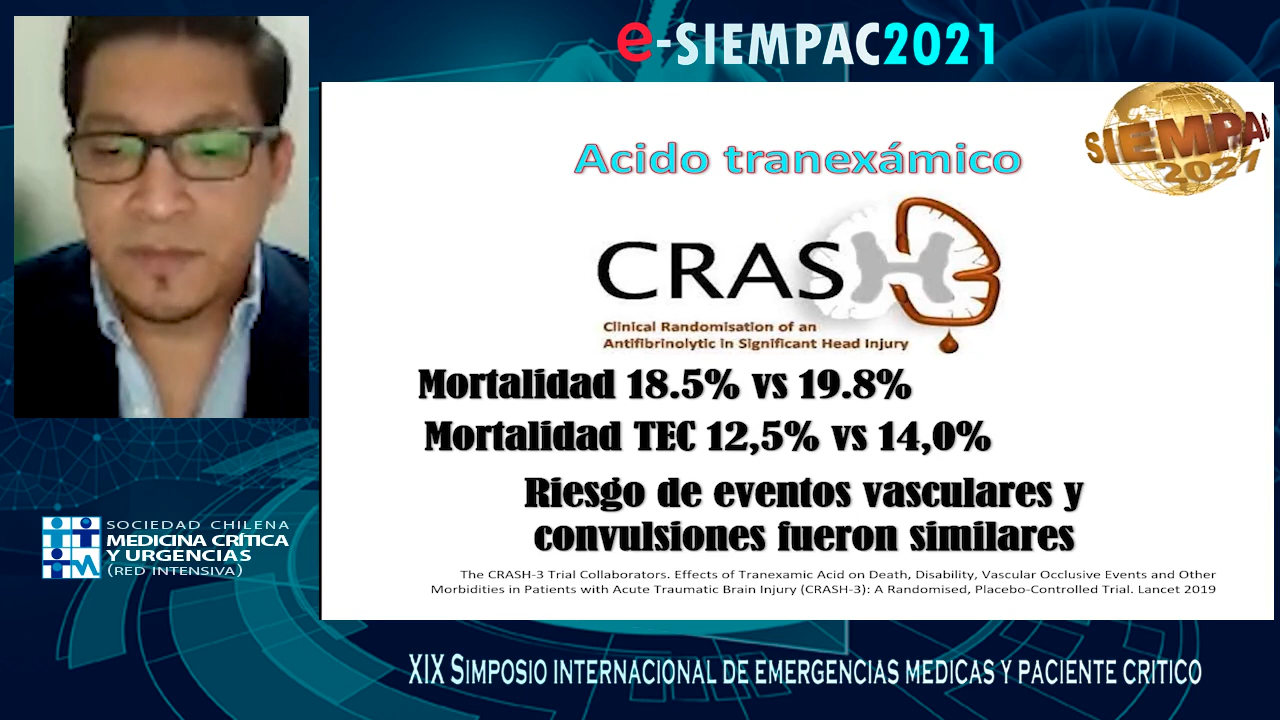 e-SIEMPAC2021
SIEMPAC
2021
Acido tranexámico
CRASH3
Clinical Randomisation of an
Antifibrinolytic in Significant Head Injury
Mortalidad 18.5% vs 19.8%
Mortalidad TEC 12,5% vs 14,0%
Riesgo de eventos vasculares y
convulsiones fueron similares
The CRASH-3 Trial Collaborators. Effects of Tranexamic Acid on Death, Disability, Vascular Occlusive Events and Other
Morbidities in Patients with Acute Traumatic Brain Injury (CRASH-3): A Randomised, Placebo-Controlled Trial. Lancet 2019
SOCIEDAD CHILENA
MEDICINA CRÍTICA
Y URGENCIAS
(RED INTENSIVA)
XIX SIMPOSIO INTERNACIONAL DE EMERGENCIAS MEDICAS Y PACIENTE CRITICO